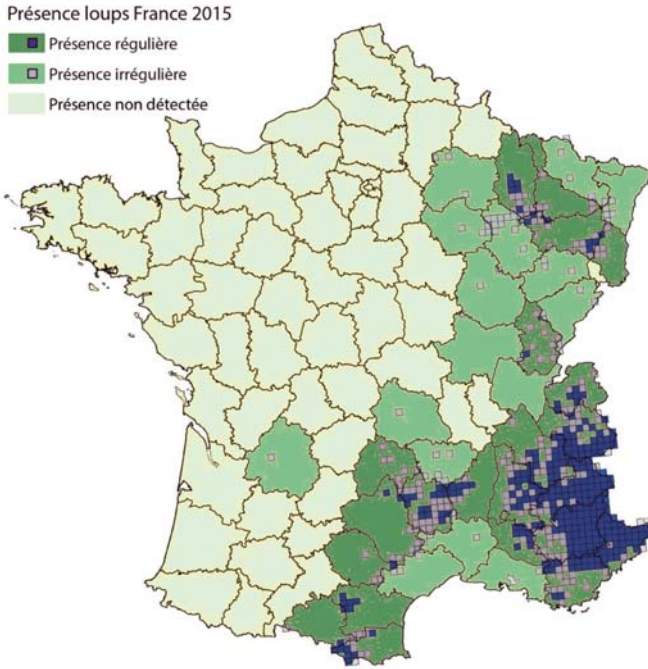 Présence loups France 2015
Présence régulière
Présence irrégulière
Présence non détectée